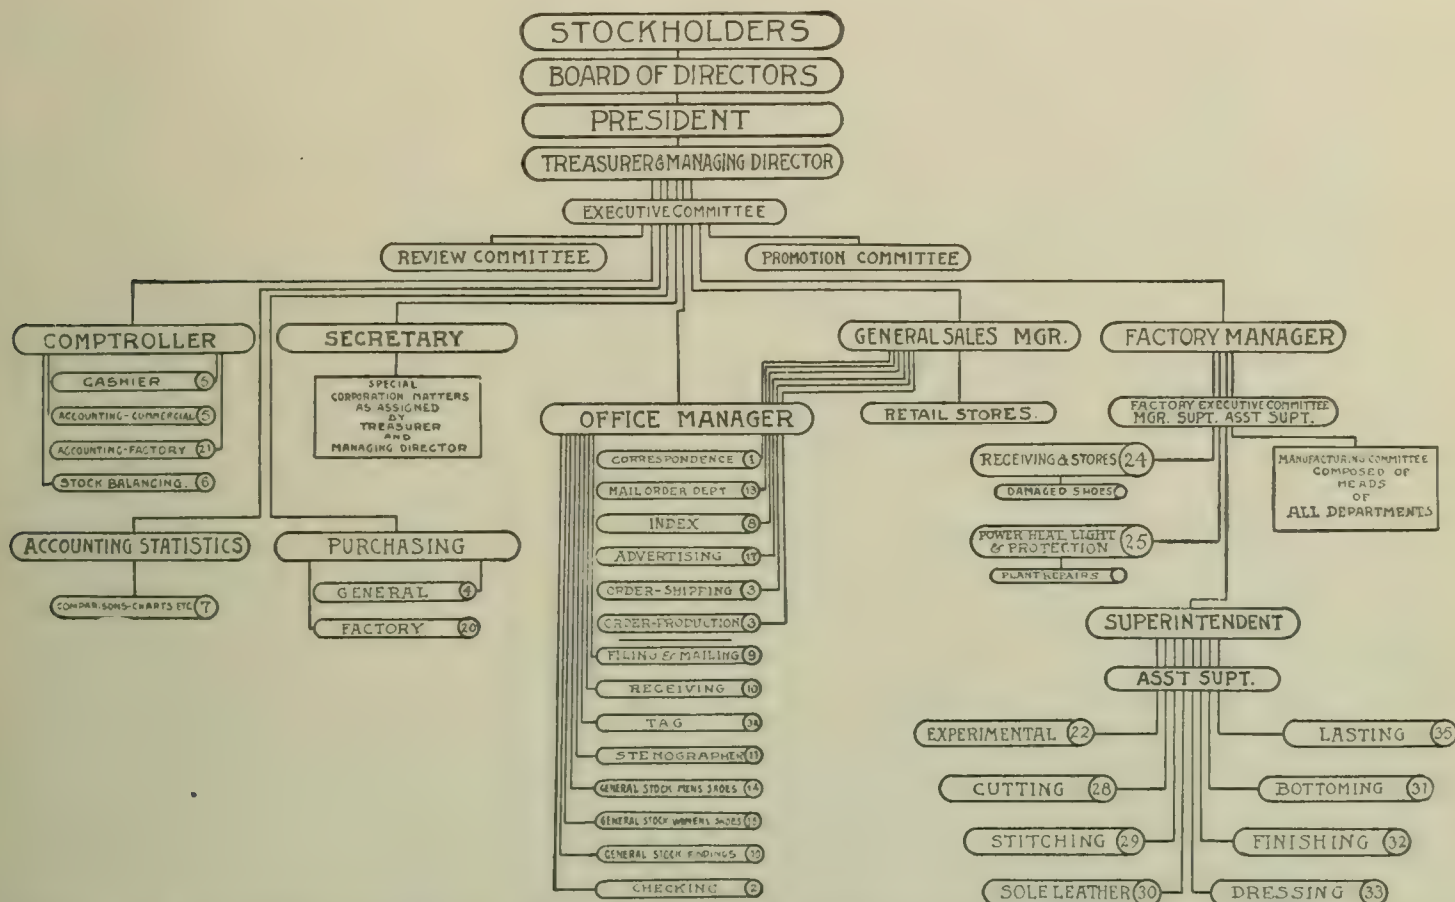 STOCKHOLDERS
BOARD OF DIRECTORS
PRESIDENT
TREASURER & MANAGING DIRECTOR
EXECUTIVE COMMITTEE
REVIEW COMMITTEE
PROMOTION COMMITTEE
COMPTROLLER
CASHIER 5
ACCOUNTING-COMMERCIAL 5
ACCOUNTING-FACTORY 21
STOCK BALANCING. 6
SECRETARY
SPECIAL
CORPORATION MATTERS
AS ASSIGNED
BY
TREASURER
AND
MANAGING DIRECTOR
ACCOUNTING STATISTICS
COMPARISONS-CHARTS ETC. 7
PURCHASING
GENERAL 4
FACTORY 20
OFFICE MANAGER
CORRESPONDENCE 1
MAIL ORDER DEPT 13
INDEX 8
ADVERTISING
ORDER-SHIPPING 3
ORDER-PRODUCTION 3
FILING & MAILING 9
RECEIVING 10
TAG
STENOGRAPHER 11
GENERAL STOCK MENS SHOES 14
GENERAL STOCK WOMENS SHOES
GENERAL STOCK FINDINGS
CHECKING 2
GENERAL SALES MGR.
RETAIL STORES.
FACTORY MANAGER
FACTORY EXECUTIVE COMMITTEE
MGR. SUPT. ASST SUPT.
RECEIVING & STORES 24
DAMAGED SHOES
POWER HEAT, LIGHT
& PROTECTION 25
PLANT REPAIRS
MANUFACTURING COMMITTEE
COMPOSED OF
HEADS
OF
ALL DEPARTMENTS
SUPERINTENDENT
ASST SUPT.
EXPERIMENTAL 22
LASTING 35
CUTTING 28
BOTTOMING 31
STITCHING 29
FINISHING 32
SOLE LEATHER 30
DRESSING 33